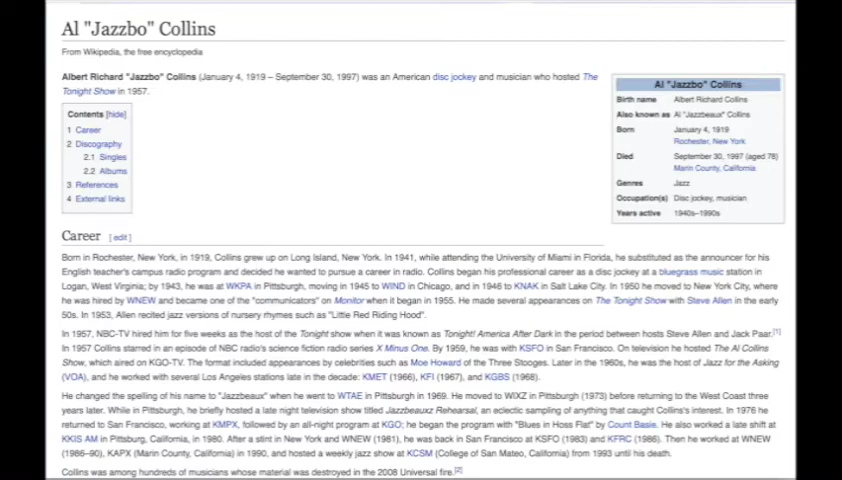 Al "Jazzbo" Collins
From Wikipedia, the free encyclopedia
Albert Richard "Jazzbo" Collins (January 4, 1919 – September 30, 1997) was an American disc jockey and musician who hosted The
Tonight Show in 1957.
Contents [hide]
1 Career
2 Discography
2.1 Singles
2.2 Albums
3 References
4 External links
Al "Jazzbo" Collins
Birth name Albert Richard Collins
Also known as Al "Jazzbeaux" Collins
Born January 4, 1919
Rochester, New York
Died September 30, 1997 (aged 78)
Marin County, California
Genres Jazz
Occupation(s) Disc jockey, musician
Years active 1940s–1990s
Career [ edit ]
Born in Rochester, New York, in 1919, Collins grew up on Long Island, New York. In 1941, while attending the University of Miami in Florida, he substituted as the announcer for his
English teacher's campus radio program and decided he wanted to pursue a career in radio. Collins began his professional career as a disc jockey at a bluegrass music station in
Logan, West Virginia; by 1943, he was at WKPA in Pittsburgh, moving in 1945 to WIND in Chicago, and in 1946 to KNAK in Salt Lake City. In 1950 he moved to New York City, where
he was hired by WNEW and became one of the "communicators" on Monitor when it began in 1955. He made several appearances on The Tonight Show with Steve Allen in the early
50s. In 1953, Allen recited jazz versions of nursery rhymes such as "Little Red Riding Hood".
In 1957, NBC-TV hired him for five weeks as the host of the Tonight show when it was known as Tonight! America After Dark in the period between hosts Steve Allen and Jack Paar.[1]
In 1957 Collins starred in an episode of NBC radio's science fiction radio series X Minus One. By 1959, he was with KSFO in San Francisco. On television he hosted The Al Collins
Show, which aired on KGO-TV. The format included appearances by celebrities such as Moe Howard of the Three Stooges. Later in the 1960s, he was the host of Jazz for the Asking
(VOA), and he worked with several Los Angeles stations late in the decade: KMET (1966), KFI (1967), and KGBS (1968).
He changed the spelling of his name to "Jazzbeaux" when he went to WTAE in Pittsburgh in 1969. He moved to WIXZ in Pittsburgh (1973) before returning to the West Coast three
years later. While in Pittsburgh, he briefly hosted a late night television show titled Jazzbeauxz Rehearsal, an eclectic sampling of anything that caught Collins's interest. In 1976 he
returned to San Francisco, working at KMPX, followed by an all-night program at KGO; he began the program with "Blues in Hoss Flat" by Count Basie. He also worked a late shift at
KKIS AM in Pittsburg, California, in 1980. After a stint in New York and WNEW (1981), he was back in San Francisco at KSFO (1983) and KFRC (1986). Then he worked at WNEW
(1986–90), KAPX (Marin County, California) in 1990, and hosted a weekly jazz show at KCSM (College of San Mateo, California) from 1993 until his death.
Collins was among hundreds of musicians whose material was destroyed in the 2008 Universal fire.[2]